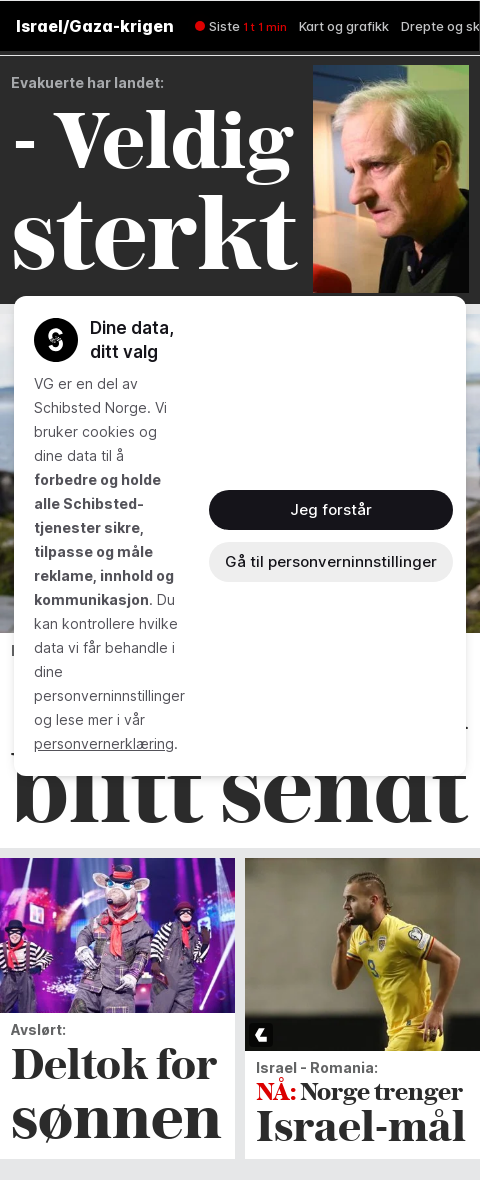 Israel/Gaza-krigen
Siste 1 t 1 min
Kart og grafikk
Drepte og sk
Evakuerte har landet:
- Veldig
sterkt
Dine data,
ditt valg
VG er en del av
Schibsted Norge. Vi
bruker cookies og
dine data til å
forbedre og holde
alle Schibsted-
tjenester sikre,
tilpasse og måle
reklame, innhold og
kommunikasjon. Du
kan kontrollere hvilke
data vi får behandle i
dine
personverninnstillinger
og lese mer i vår
personvernerklæring.
Jeg forstår
Gå til personverninnstillinger
blitt sendt
Avslørt:
Deltok for
sønnen
Israel - Romania:
NÅ: Norge trenger
Israel-mål